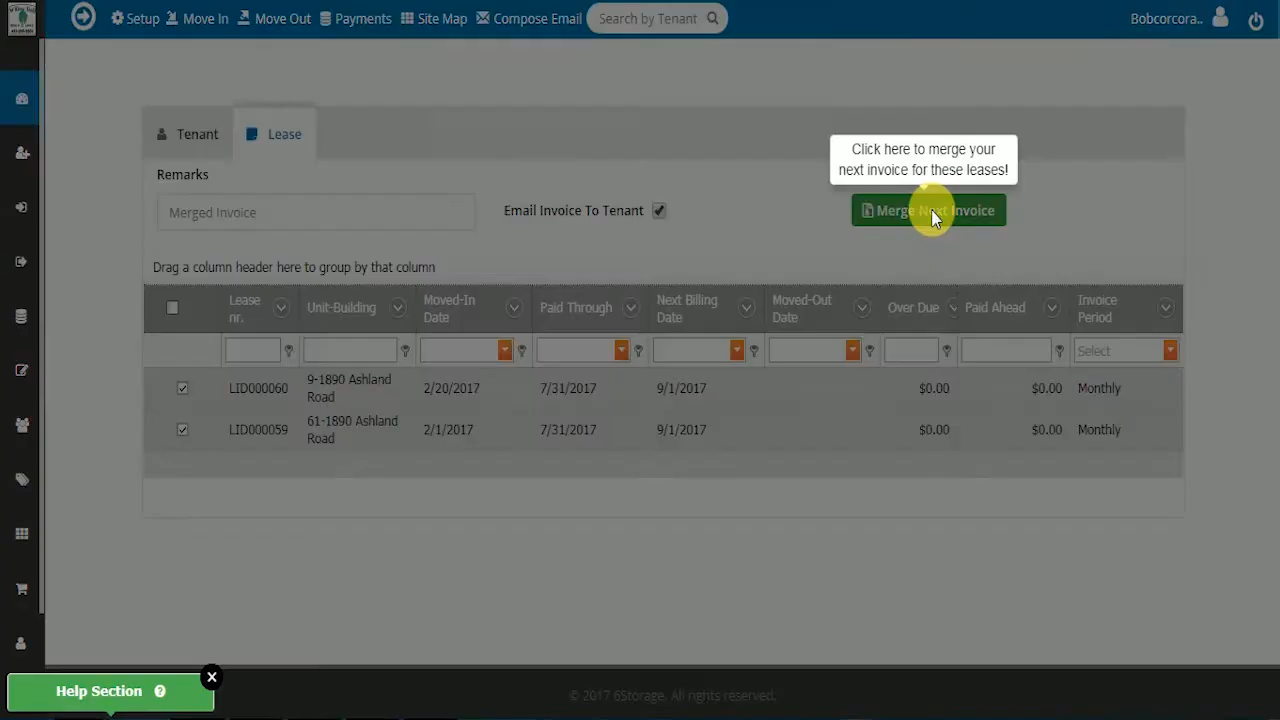 Setup Move In Move Out Payments Site Map Compose Email Search by Tenant Bobcorcora..
Tenant Lease
Click here to merge your
next invoice for these leases!
Remarks
Merged Invoice Email Invoice To Tenant Merge Next Invoice
Drag a column header here to group by that column
Lease nr. Unit-Building Moved-In Date Paid Through Next Billing Date Moved-Out Date Over Due Paid Ahead Invoice Period
Select
LID000060 9-1890 Ashland Road 2/20/2017 7/31/2017 9/1/2017 $0.00 $0.00 Monthly
LID000059 61-1890 Ashland Road 2/1/2017 7/31/2017 9/1/2017 $0.00 $0.00 Monthly
Help Section ?
© 2017 6Storage. All rights reserved.